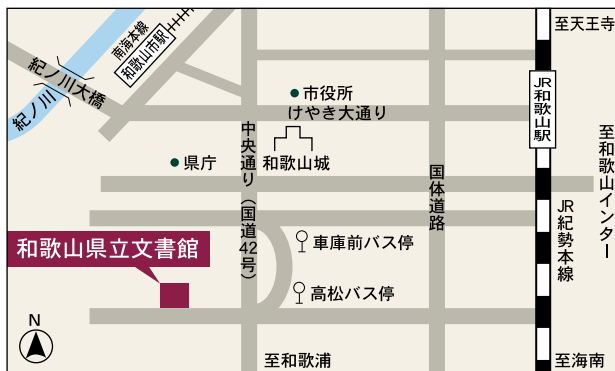 至天王寺
南海本線
和歌山市駅
紀ノ川大橋
紀ノ川
市役所
けやき大通り
JR和歌山駅
至和歌山インター
中央通り（国道42号）
県庁
和歌山城
国体道路
JR紀勢本線
和歌山県立文書館
車庫前バス停
高松バス停
N
至和歌浦
至海南